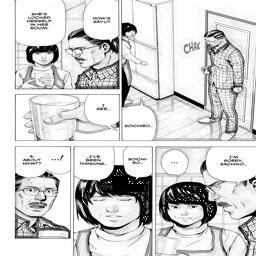 CHAK
HOW'S
SAYU?
SHE'S
LOCKED
HERSELF
IN HER
ROOM.
I
SEE...
SOICHIRO...
I'M
SORRY,
SACHIKO.
...
SOICHI-
RO...
...I'VE
BEEN
THINKING...
...!
A-
ABOUT
WHAT?